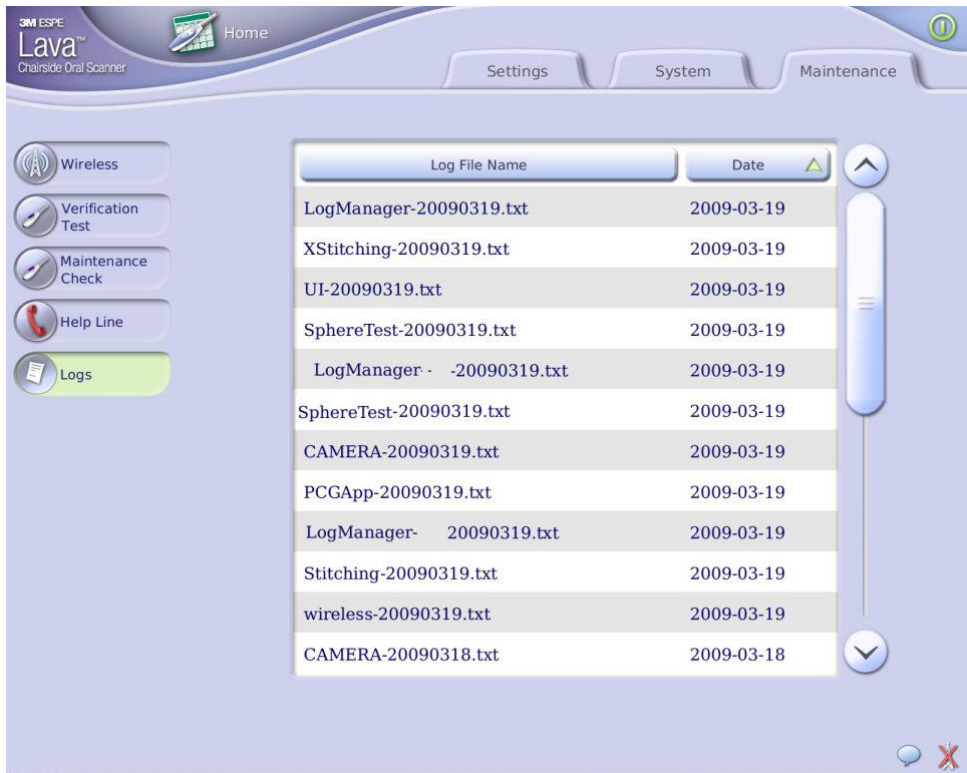 3M ESPE
Lava™
Chairside Oral Scanner
Home
Settings System Maintenance
Wireless
Verification
Test
Maintenance
Check
Help Line
Logs
Log File Name Date
LogManager-20090319.txt 2009-03-19
XStitching-20090319.txt 2009-03-19
UI-20090319.txt 2009-03-19
SphereTest-20090319.txt 2009-03-19
LogManager- - -20090319.txt 2009-03-19
SphereTest-20090319.txt 2009-03-19
CAMERA-20090319.txt 2009-03-19
PCGApp-20090319.txt 2009-03-19
LogManager- 20090319.txt 2009-03-19
Stitching-20090319.txt 2009-03-19
wireless-20090319.txt 2009-03-19
CAMERA-20090318.txt 2009-03-18